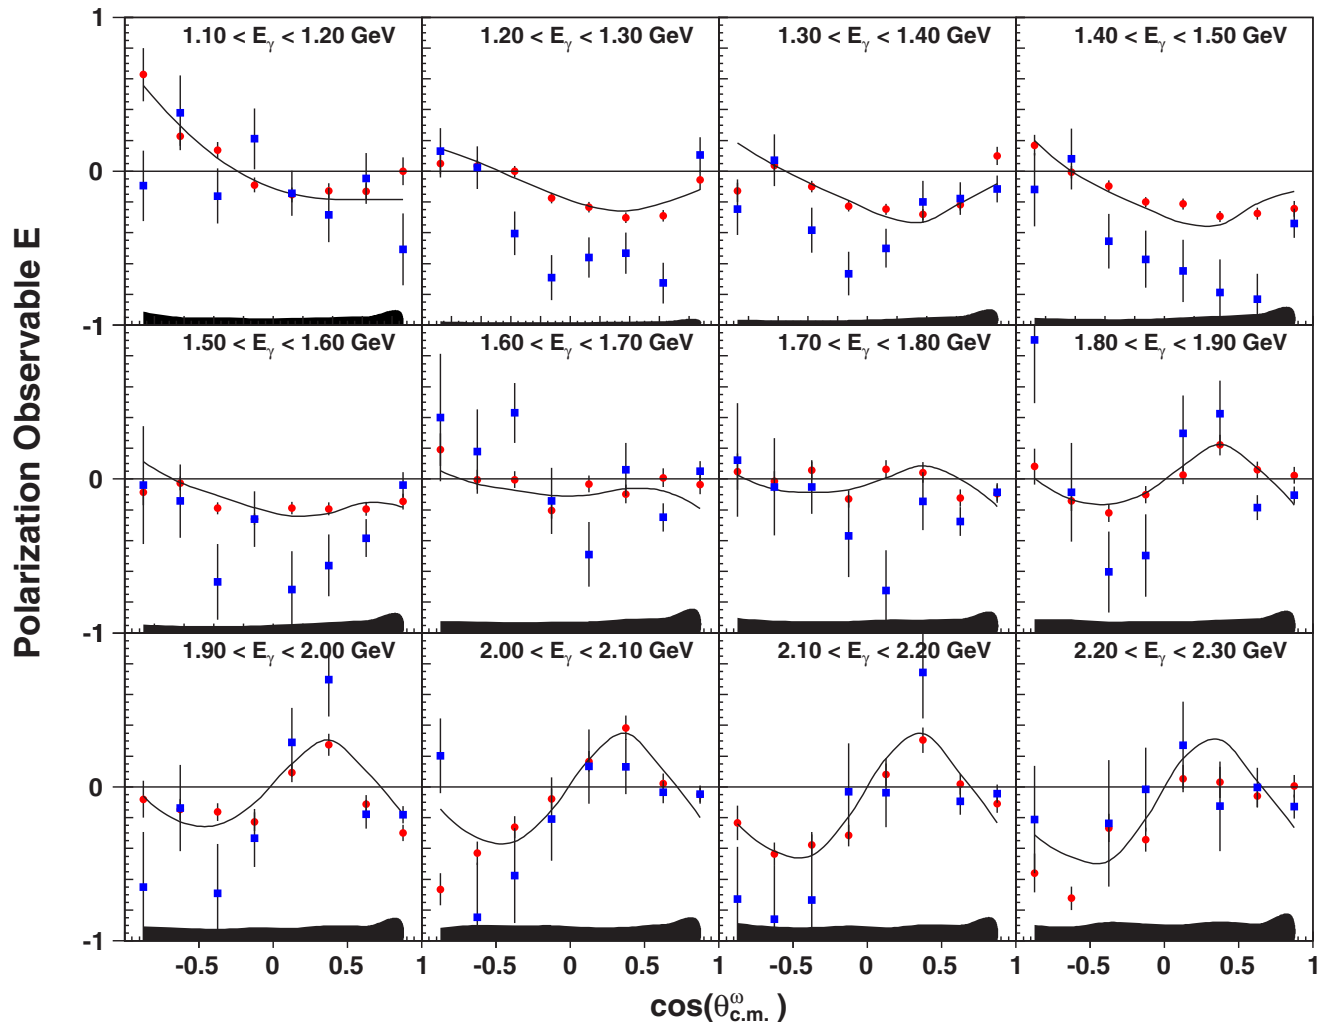 Polarization Observable E
1
0
-1
0
-1
0
-1
1.10 < Eγ < 1.20 GeV
1.20 < Eγ < 1.30 GeV
1.30 < Eγ < 1.40 GeV
1.40 < Eγ < 1.50 GeV
1.50 < Eγ < 1.60 GeV
1.60 < Eγ < 1.70 GeV
1.70 < Eγ < 1.80 GeV
1.80 < Eγ < 1.90 GeV
1.90 < Eγ < 2.00 GeV
2.00 < Eγ < 2.10 GeV
2.10 < Eγ < 2.20 GeV
2.20 < Eγ < 2.30 GeV
-0.5 0 0.5 1 -0.5 0 0.5 1 -0.5 0 0.5 1 -0.5 0 0.5 1
cos(θ^ω_c.m.)